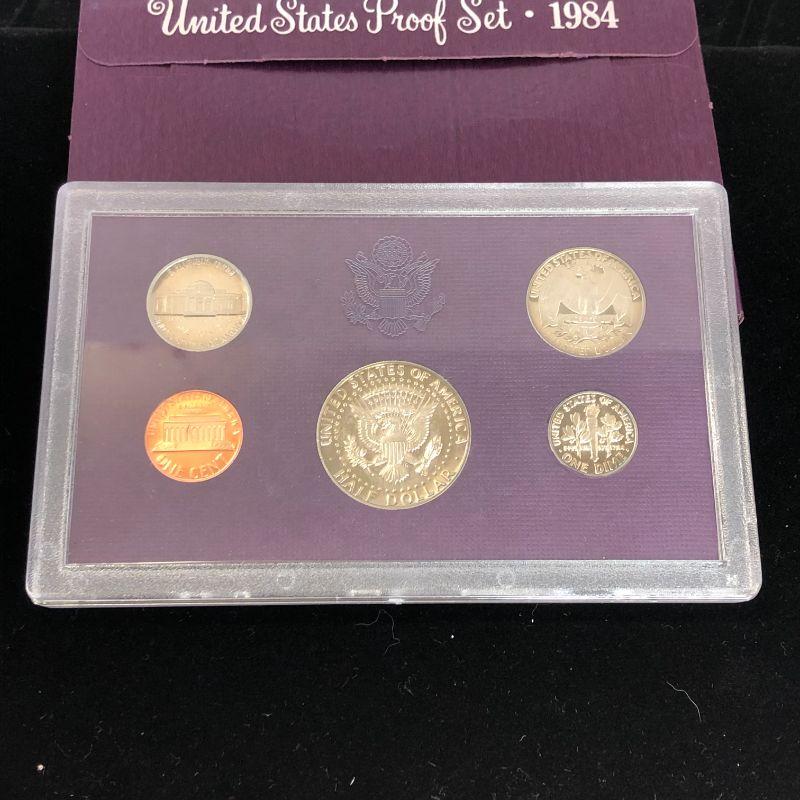 United States Proof Set · 1984
UNITED STATES OF AMERICA
ONE CENT
UNITED STATES OF AMERICA
HALF DOLLAR
UNITED STATES OF AMERICA
ONE DIME